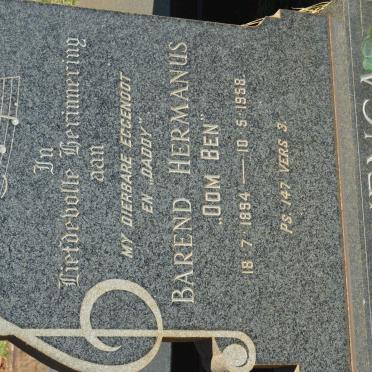 In
Liefdevolle Herinnering
aan
MY DIERBARE EGGENOOT
EN „DADDY”
BAREND HERMANUS
„OOM BEN”
18·7·1894 — 10·5·1958.
PS. 147 VERS 3.